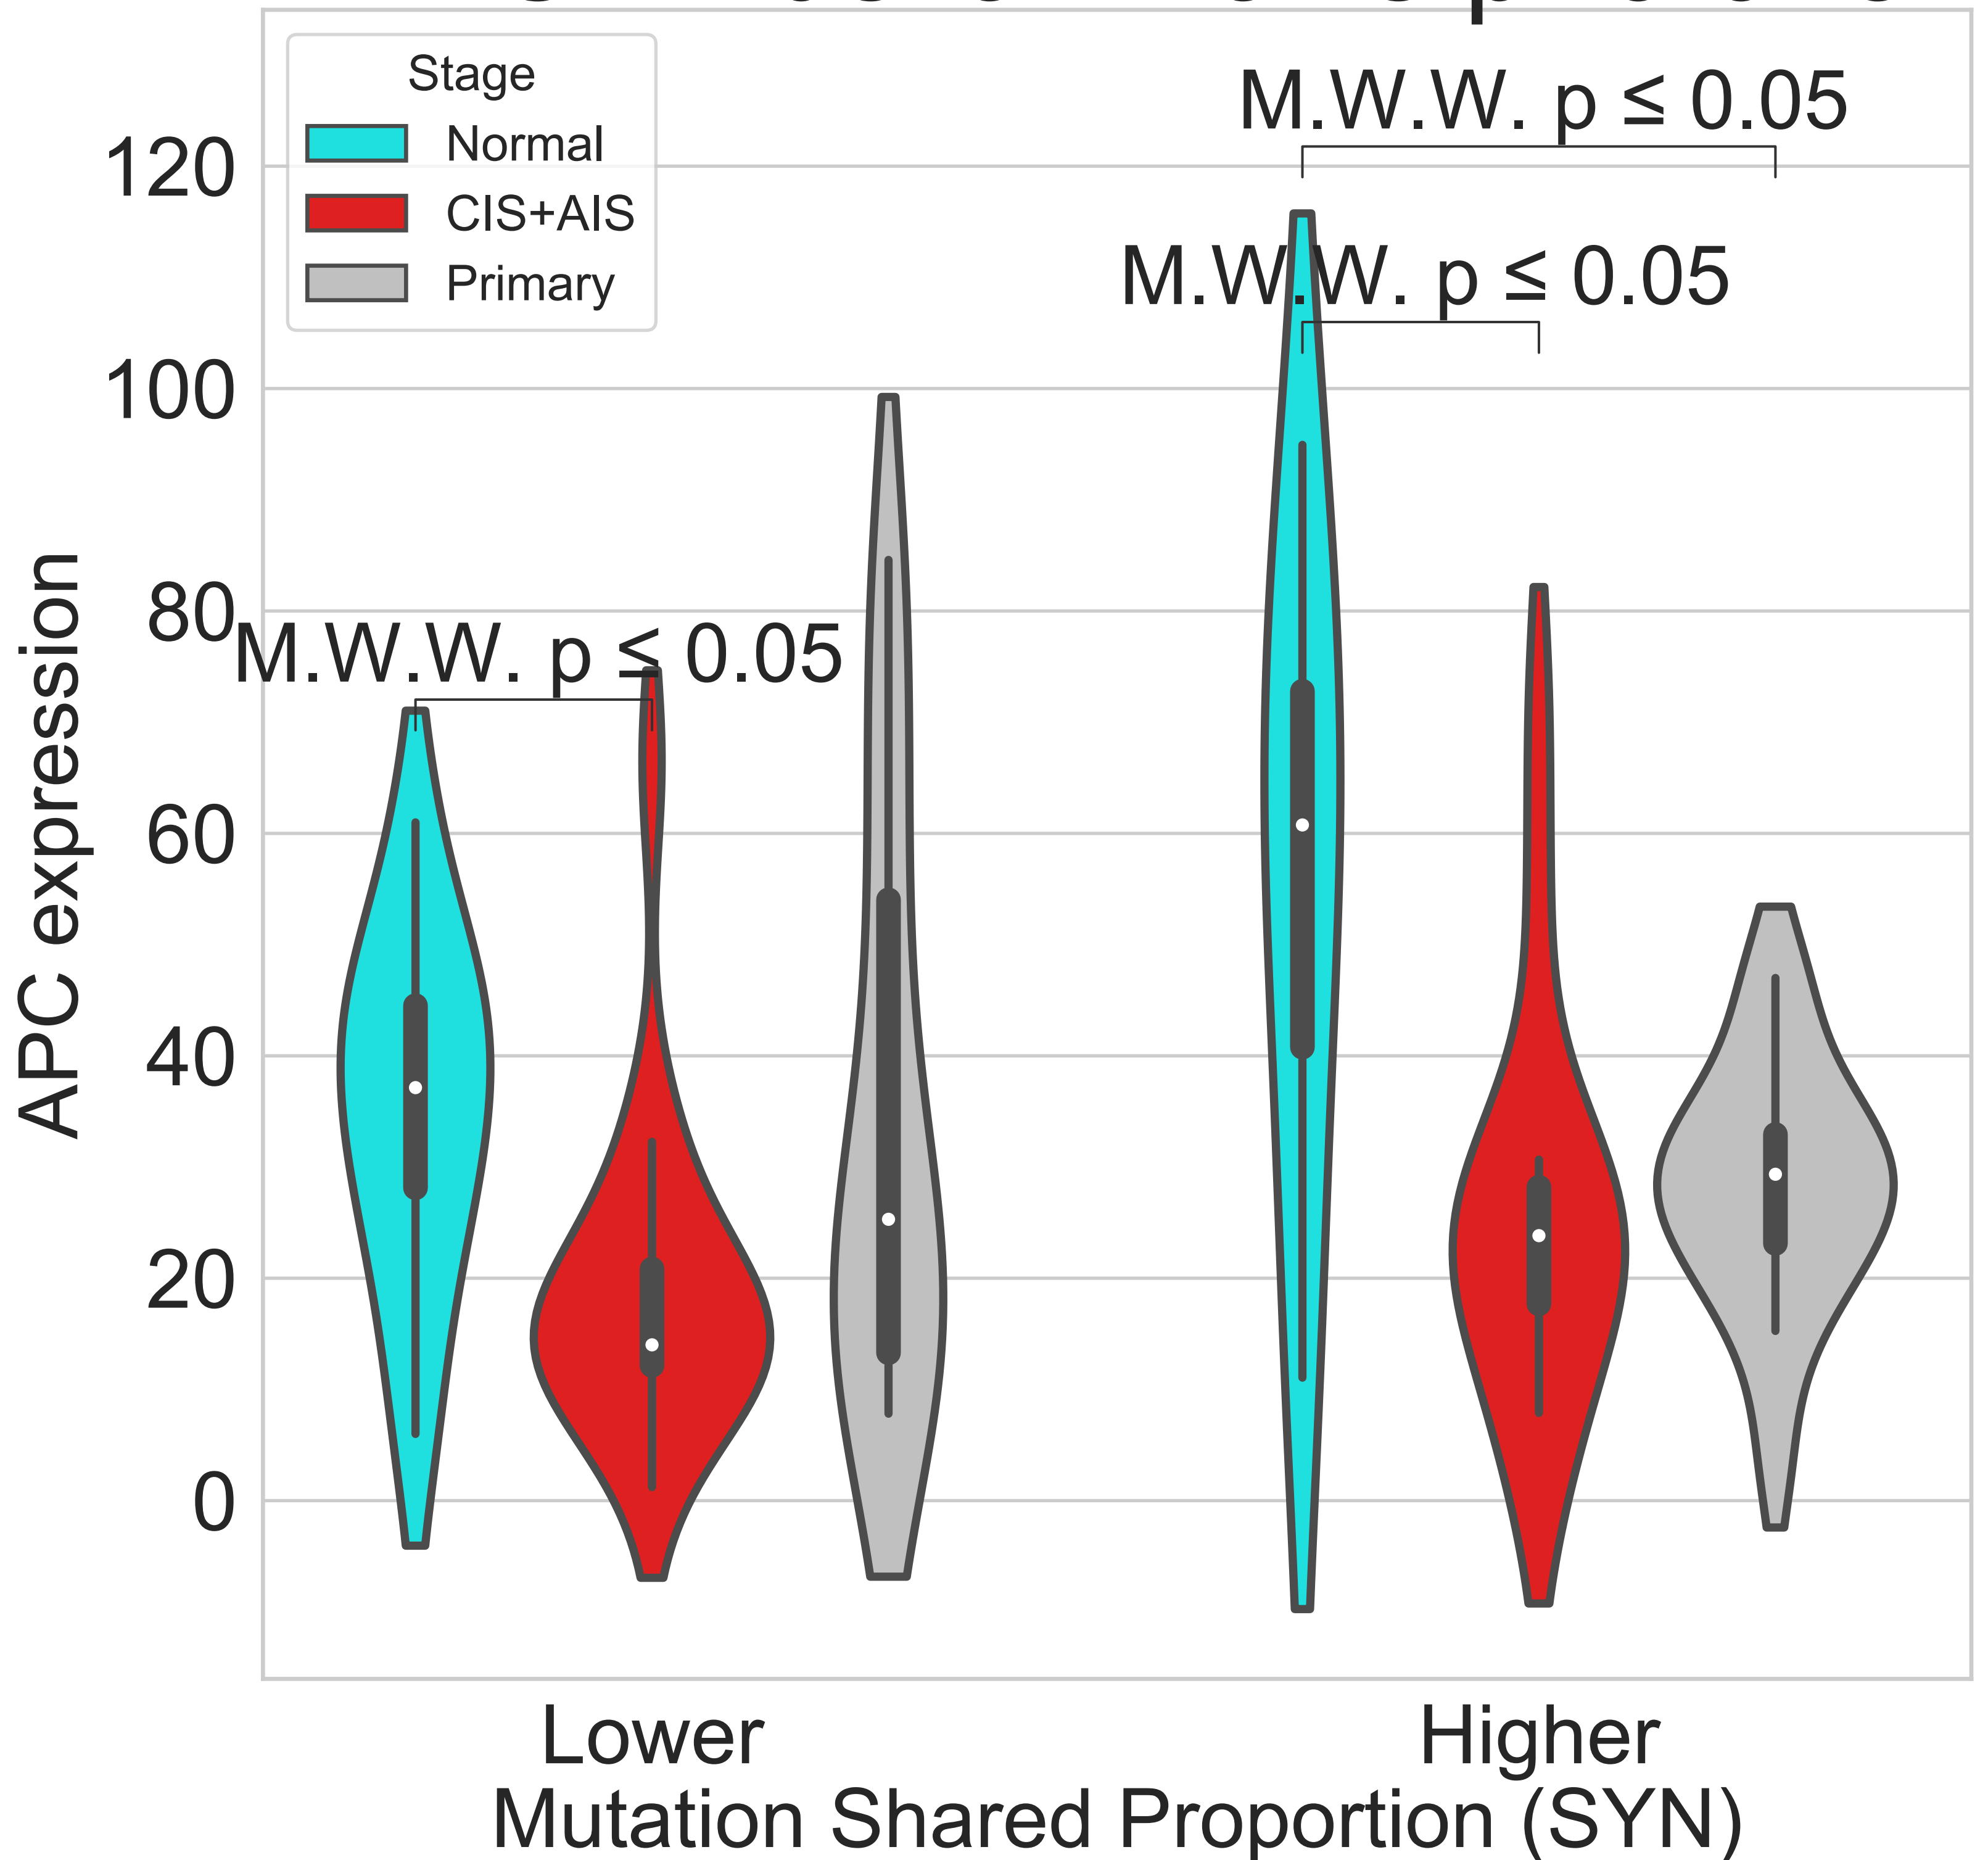 Stage
Normal
CIS+AIS
Primary
M.W.W. p ≤ 0.05
M.W.W. p ≤ 0.05
M.W.W. p ≤ 0.05
120
100
80
60
40
20
0
APC expression
Lower
Higher
Mutation Shared Proportion (SYN)